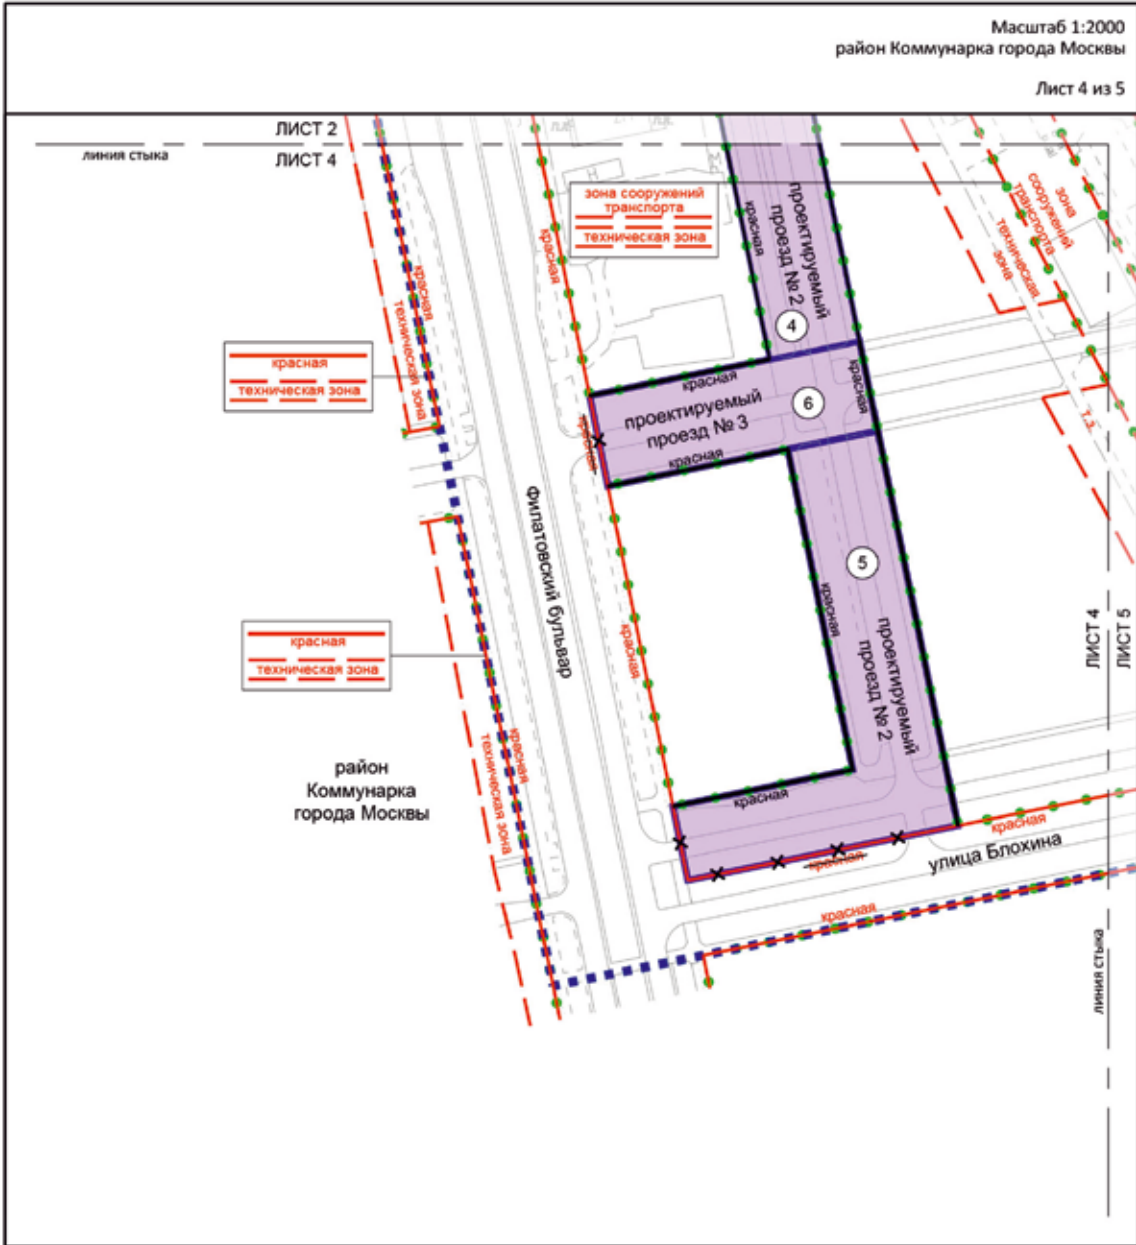 Масштаб 1:2000
район Коммунарка города Москвы
Лист 4 из 5
ЛИСТ 2
линия стыка
ЛИСТ 4
зона сооружений
транспорта
техническая зона
красная
красная
проектируемый
проезд № 2
зона
сооружений
транспорта
техническая
зона
красная
техническая зона
красная
техническая зона
4
красная
красная
6
проектируемый
проезд № 3
красная
красная
т.з.
Филатовский бульвар
5
красная
красная
проектируемый
проезд № 2
ЛИСТ 4
ЛИСТ 5
красная
техническая зона
красная
техническая зона
район
Коммунарка
города Москвы
красная
красная
красная
улица Блохина
красная
линия стыка